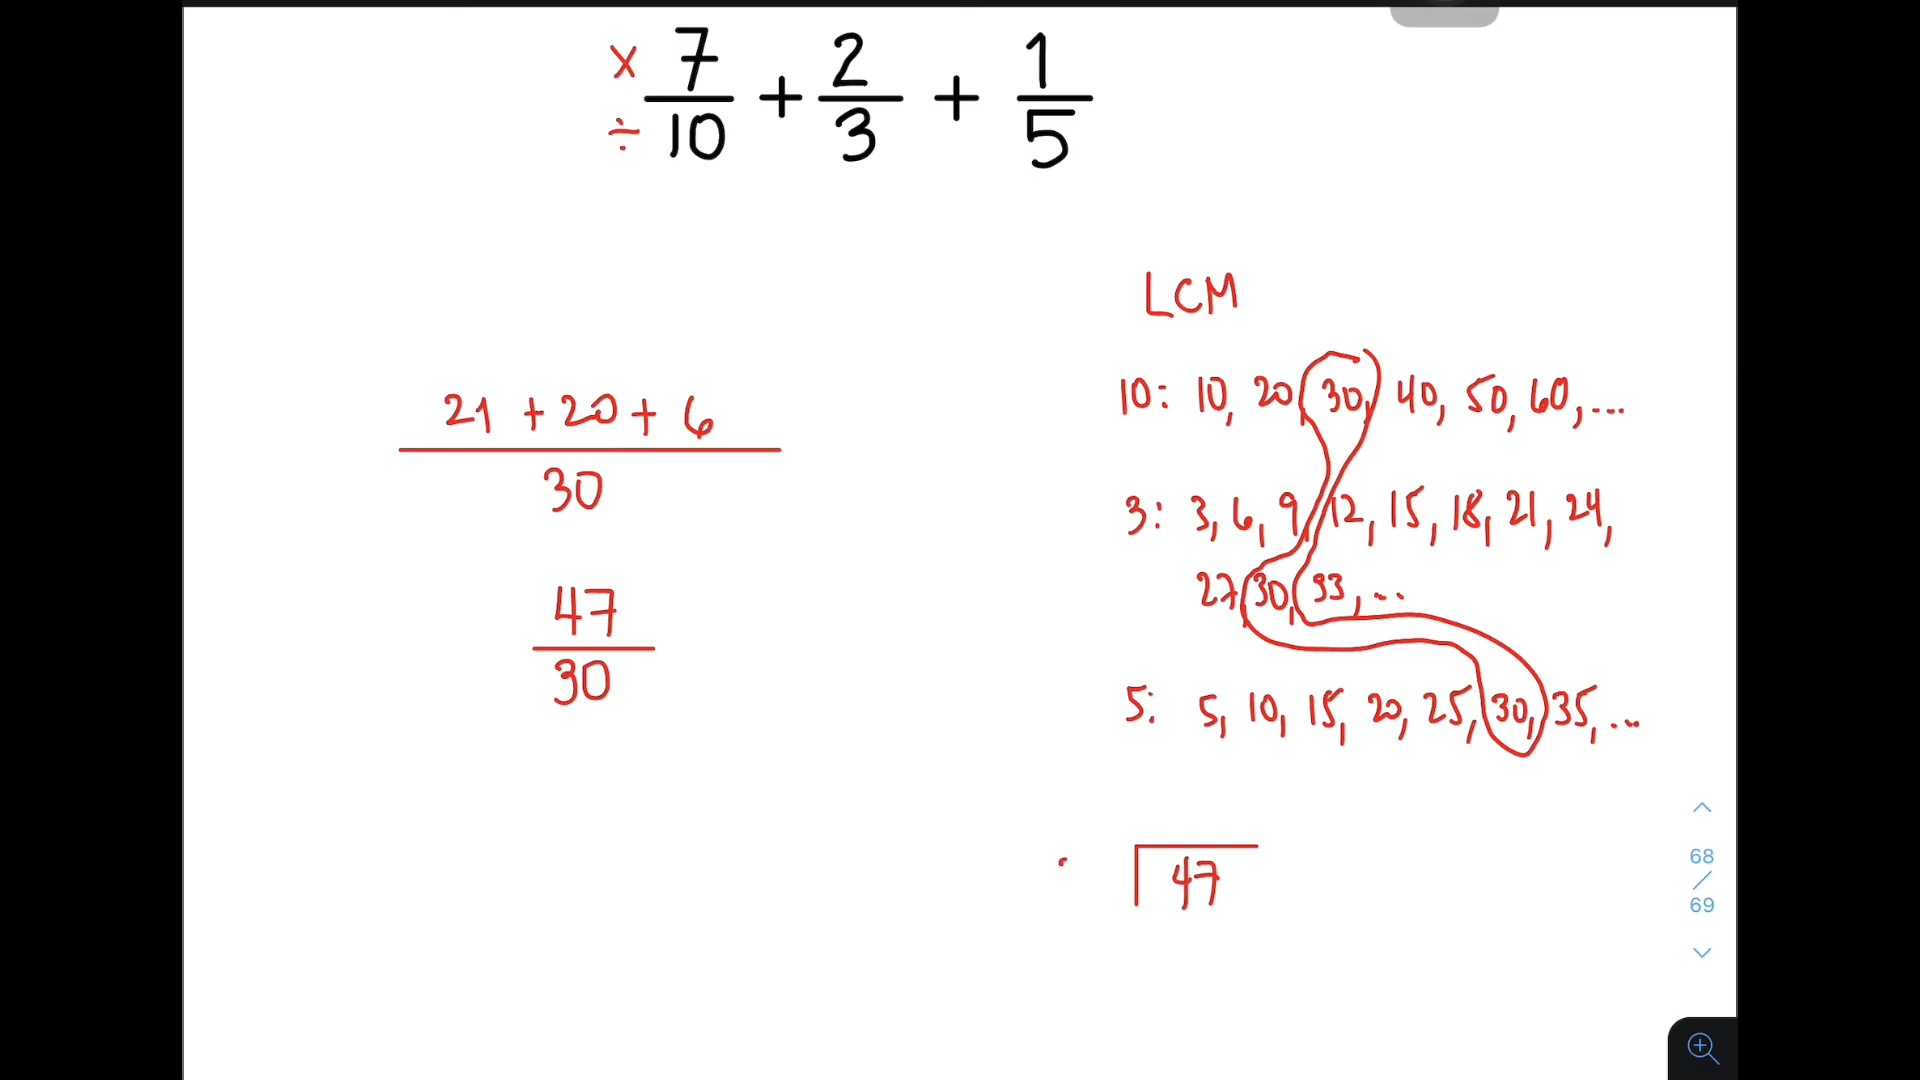 × 7/10 + 2/3 + 1/5
÷
LCM
10: 10, 20, 30, 40, 50, 60, ...
21 + 20 + 6
30
3: 3, 6, 9, 12, 15, 18, 21, 24,
27, 30, 33, ...
47
30
5: 5, 10, 15, 20, 25, 30, 35, ...
47
68
/
69